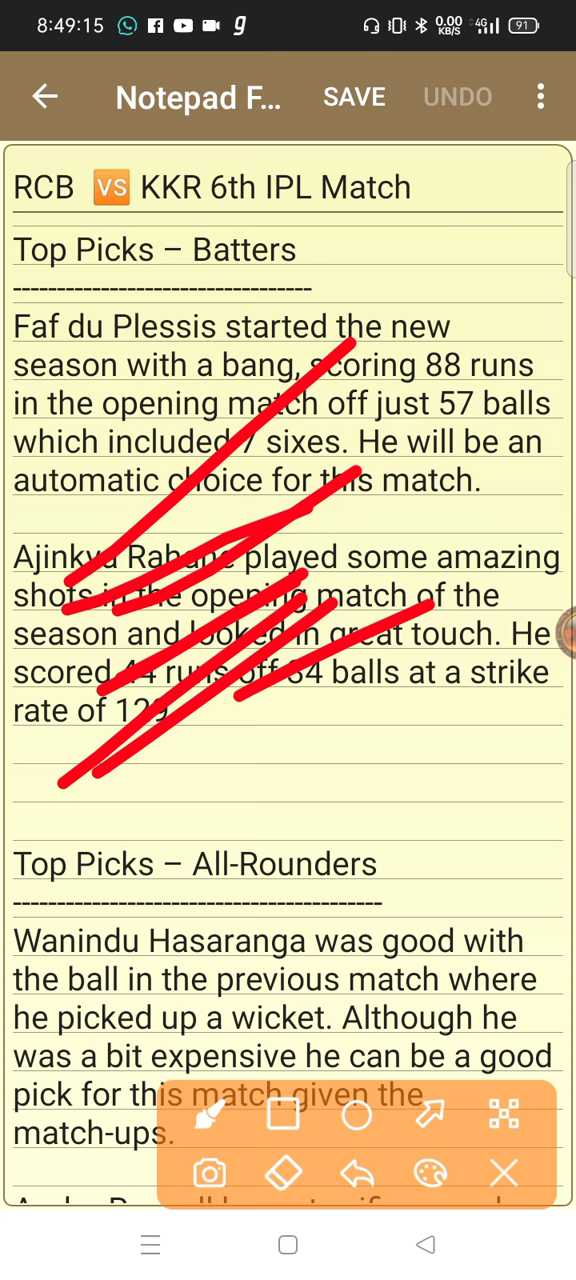 8:49:15
0.00 KB/S 4G 91
Notepad F... SAVE UNDO
RCB VS KKR 6th IPL Match
Top Picks – Batters
----------------------------------
Faf du Plessis started the new
season with a bang, scoring 88 runs
in the opening match off just 57 balls
which included 7 sixes. He will be an
automatic choice for this match.
Ajinkya Rahane played some amazing
shots in the opening match of the
season and looked in great touch. He
scored 44 runs off 34 balls at a strike
rate of 129
Top Picks – All-Rounders
------------------------------------------
Wanindu Hasaranga was good with
the ball in the previous match where
he picked up a wicket. Although he
was a bit expensive he can be a good
pick for this match given the
match-ups.